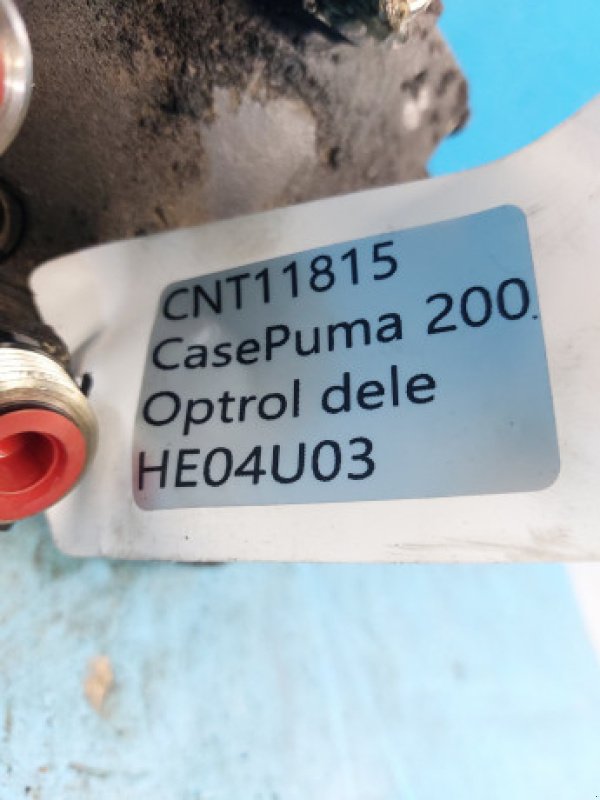 CNT11815
CasePuma 200.
Optrol dele
HE04U03